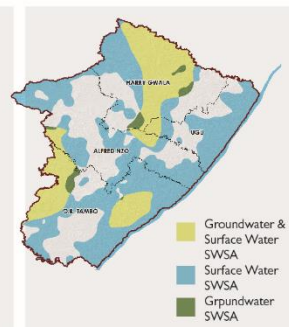 HARRY GWALA
UGU
ALFRED NZO
O.R. TAMBO
Groundwater &
Surface Water
SWSA
Surface Water
SWSA
Grpundwater
SWSA